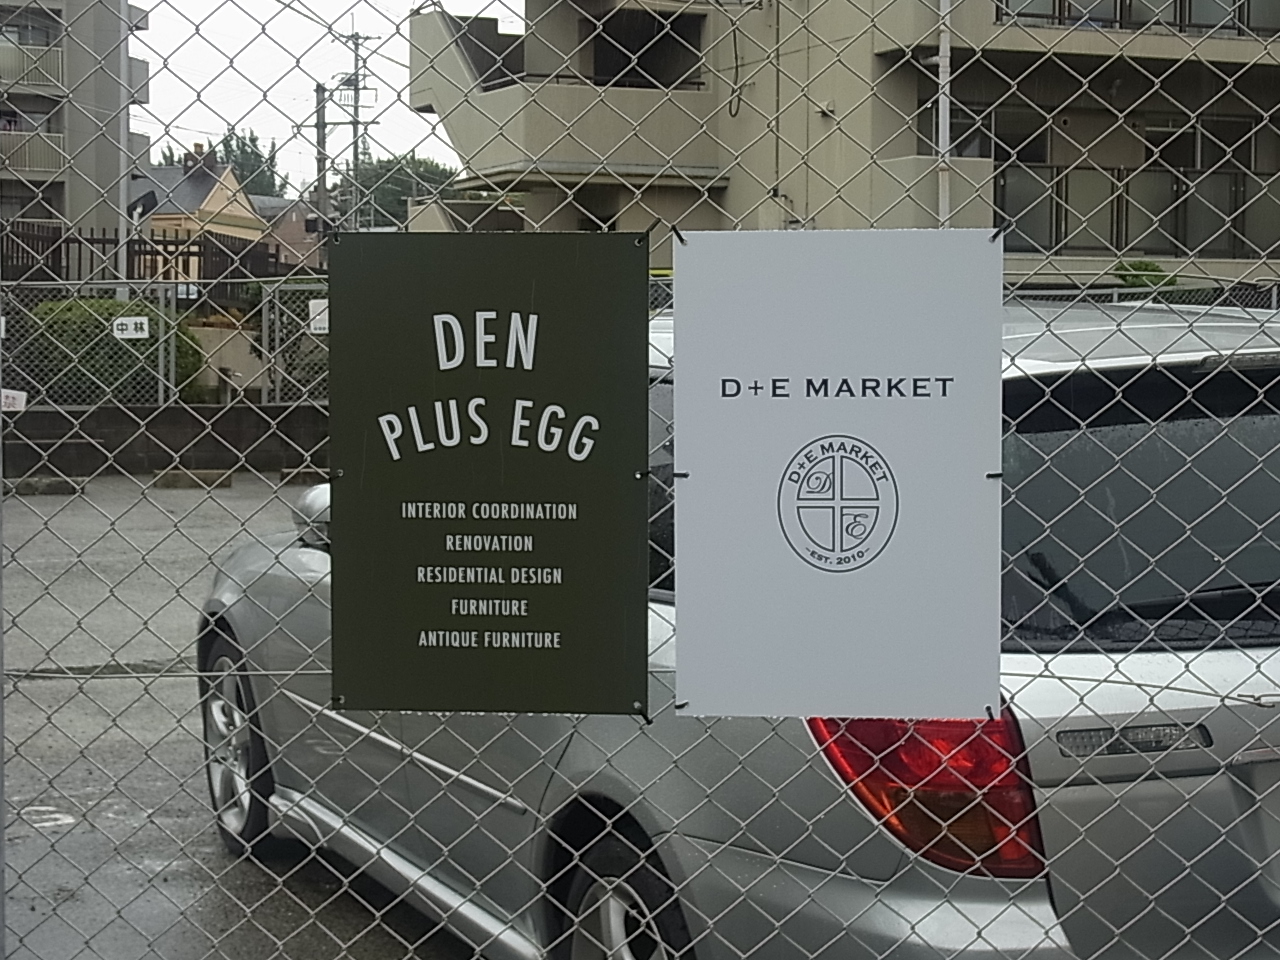 中林
DEN
PLUS EGG
INTERIOR COORDINATION
RENOVATION
RESIDENTIAL DESIGN
FURNITURE
ANTIQUE FURNITURE
D+E MARKET
D+E MARKET
D
E
-EST. 2010-